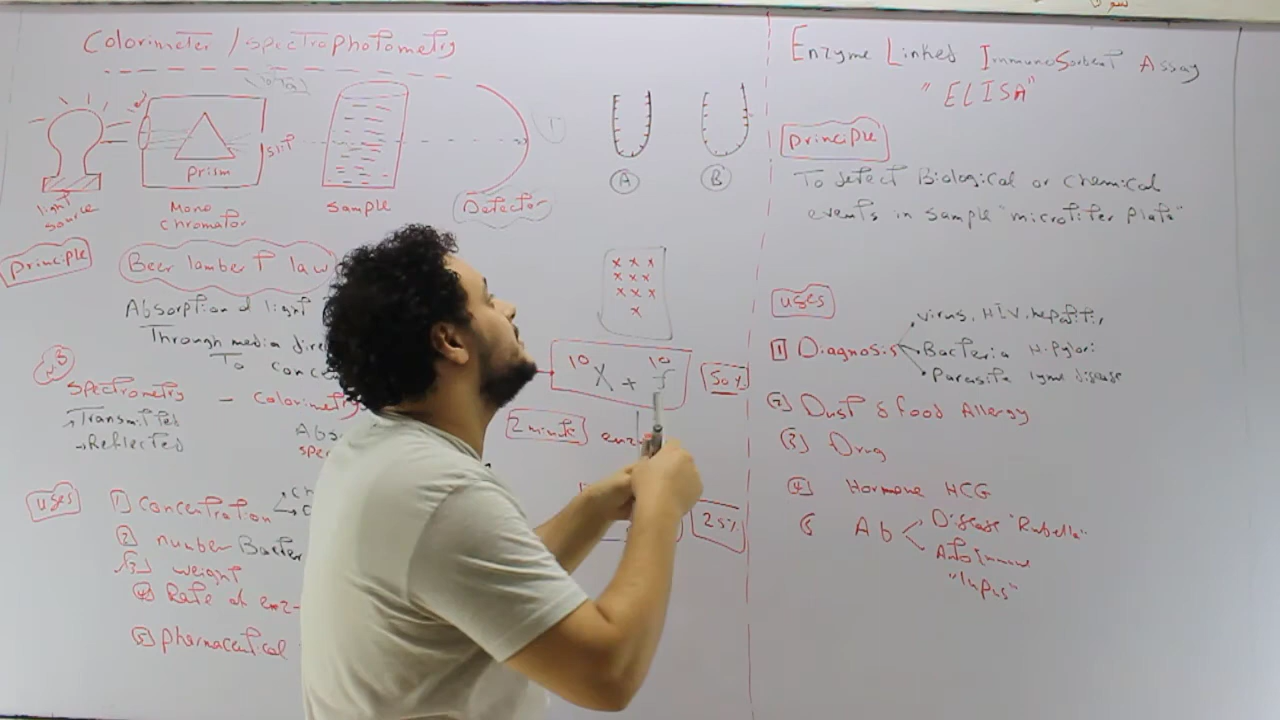 Colorimeter / spectrophotometry
light source
prism
slit
Mono chromator
sample
Detector
principle
Beer lambert law
Absorption of light
Through media
To
N.B
spectrometry - colorimetry
Transmitted
Reflected
uses
1 Concentration
2 number Bacter
3 weight
4 Rate of enz-
5 pharmaceutical
A
B
x x x
x x x
x x x
x
10 X + 10
50 %
2 minute
25 %
Enzyme Linked ImmunoSorbent Assay
"ELISA"
principle
To detect Biological or Chemical
events in sample "microtiter plate"
uses
1 Diagnosis
virus, HIV, hepatitis
Bacteria H. Pylori
Parasite lyme disease
2 Dust & food Allergy
3 Drug
4 Hormone HCG
5 Ab
Disease "Rubella"
AutoImmune
"lupus"